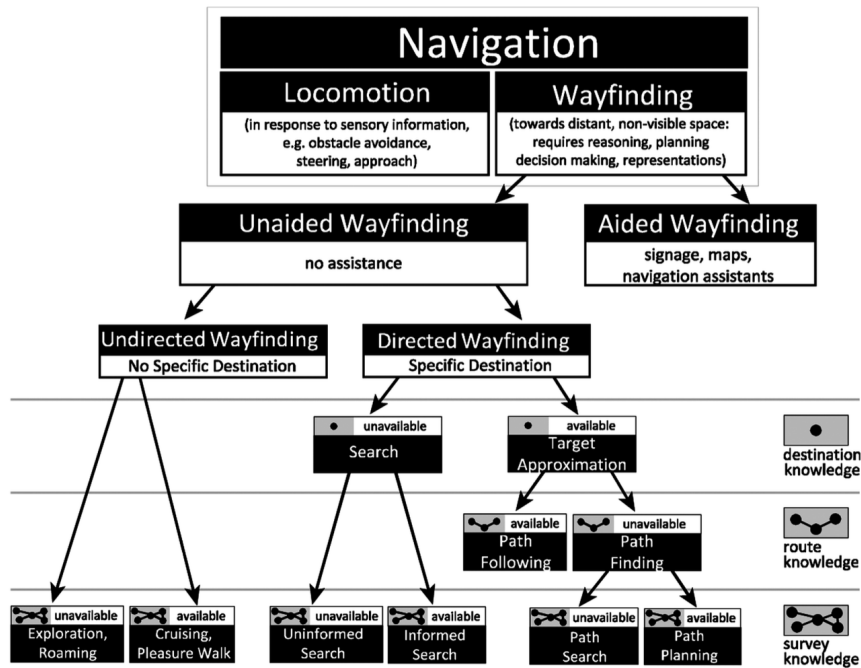 Navigation
Locomotion
(in response to sensory information,
e.g. obstacle avoidance,
steering, approach)
Wayfinding
(towards distant, non-visible space:
requires reasoning, planning
decision making, representations)
Unaided Wayfinding
no assistance
Aided Wayfinding
signage, maps,
navigation assistants
Undirected Wayfinding
No Specific Destination
Directed Wayfinding
Specific Destination
unavailable
Search
available
Target
Approximation
destination
knowledge
available
Path
Following
unavailable
Path
Finding
route
knowledge
unavailable
Exploration,
Roaming
available
Cruising,
Pleasure Walk
unavailable
Uninformed
Search
available
Informed
Search
unavailable
Path
Search
available
Path
Planning
survey
knowledge